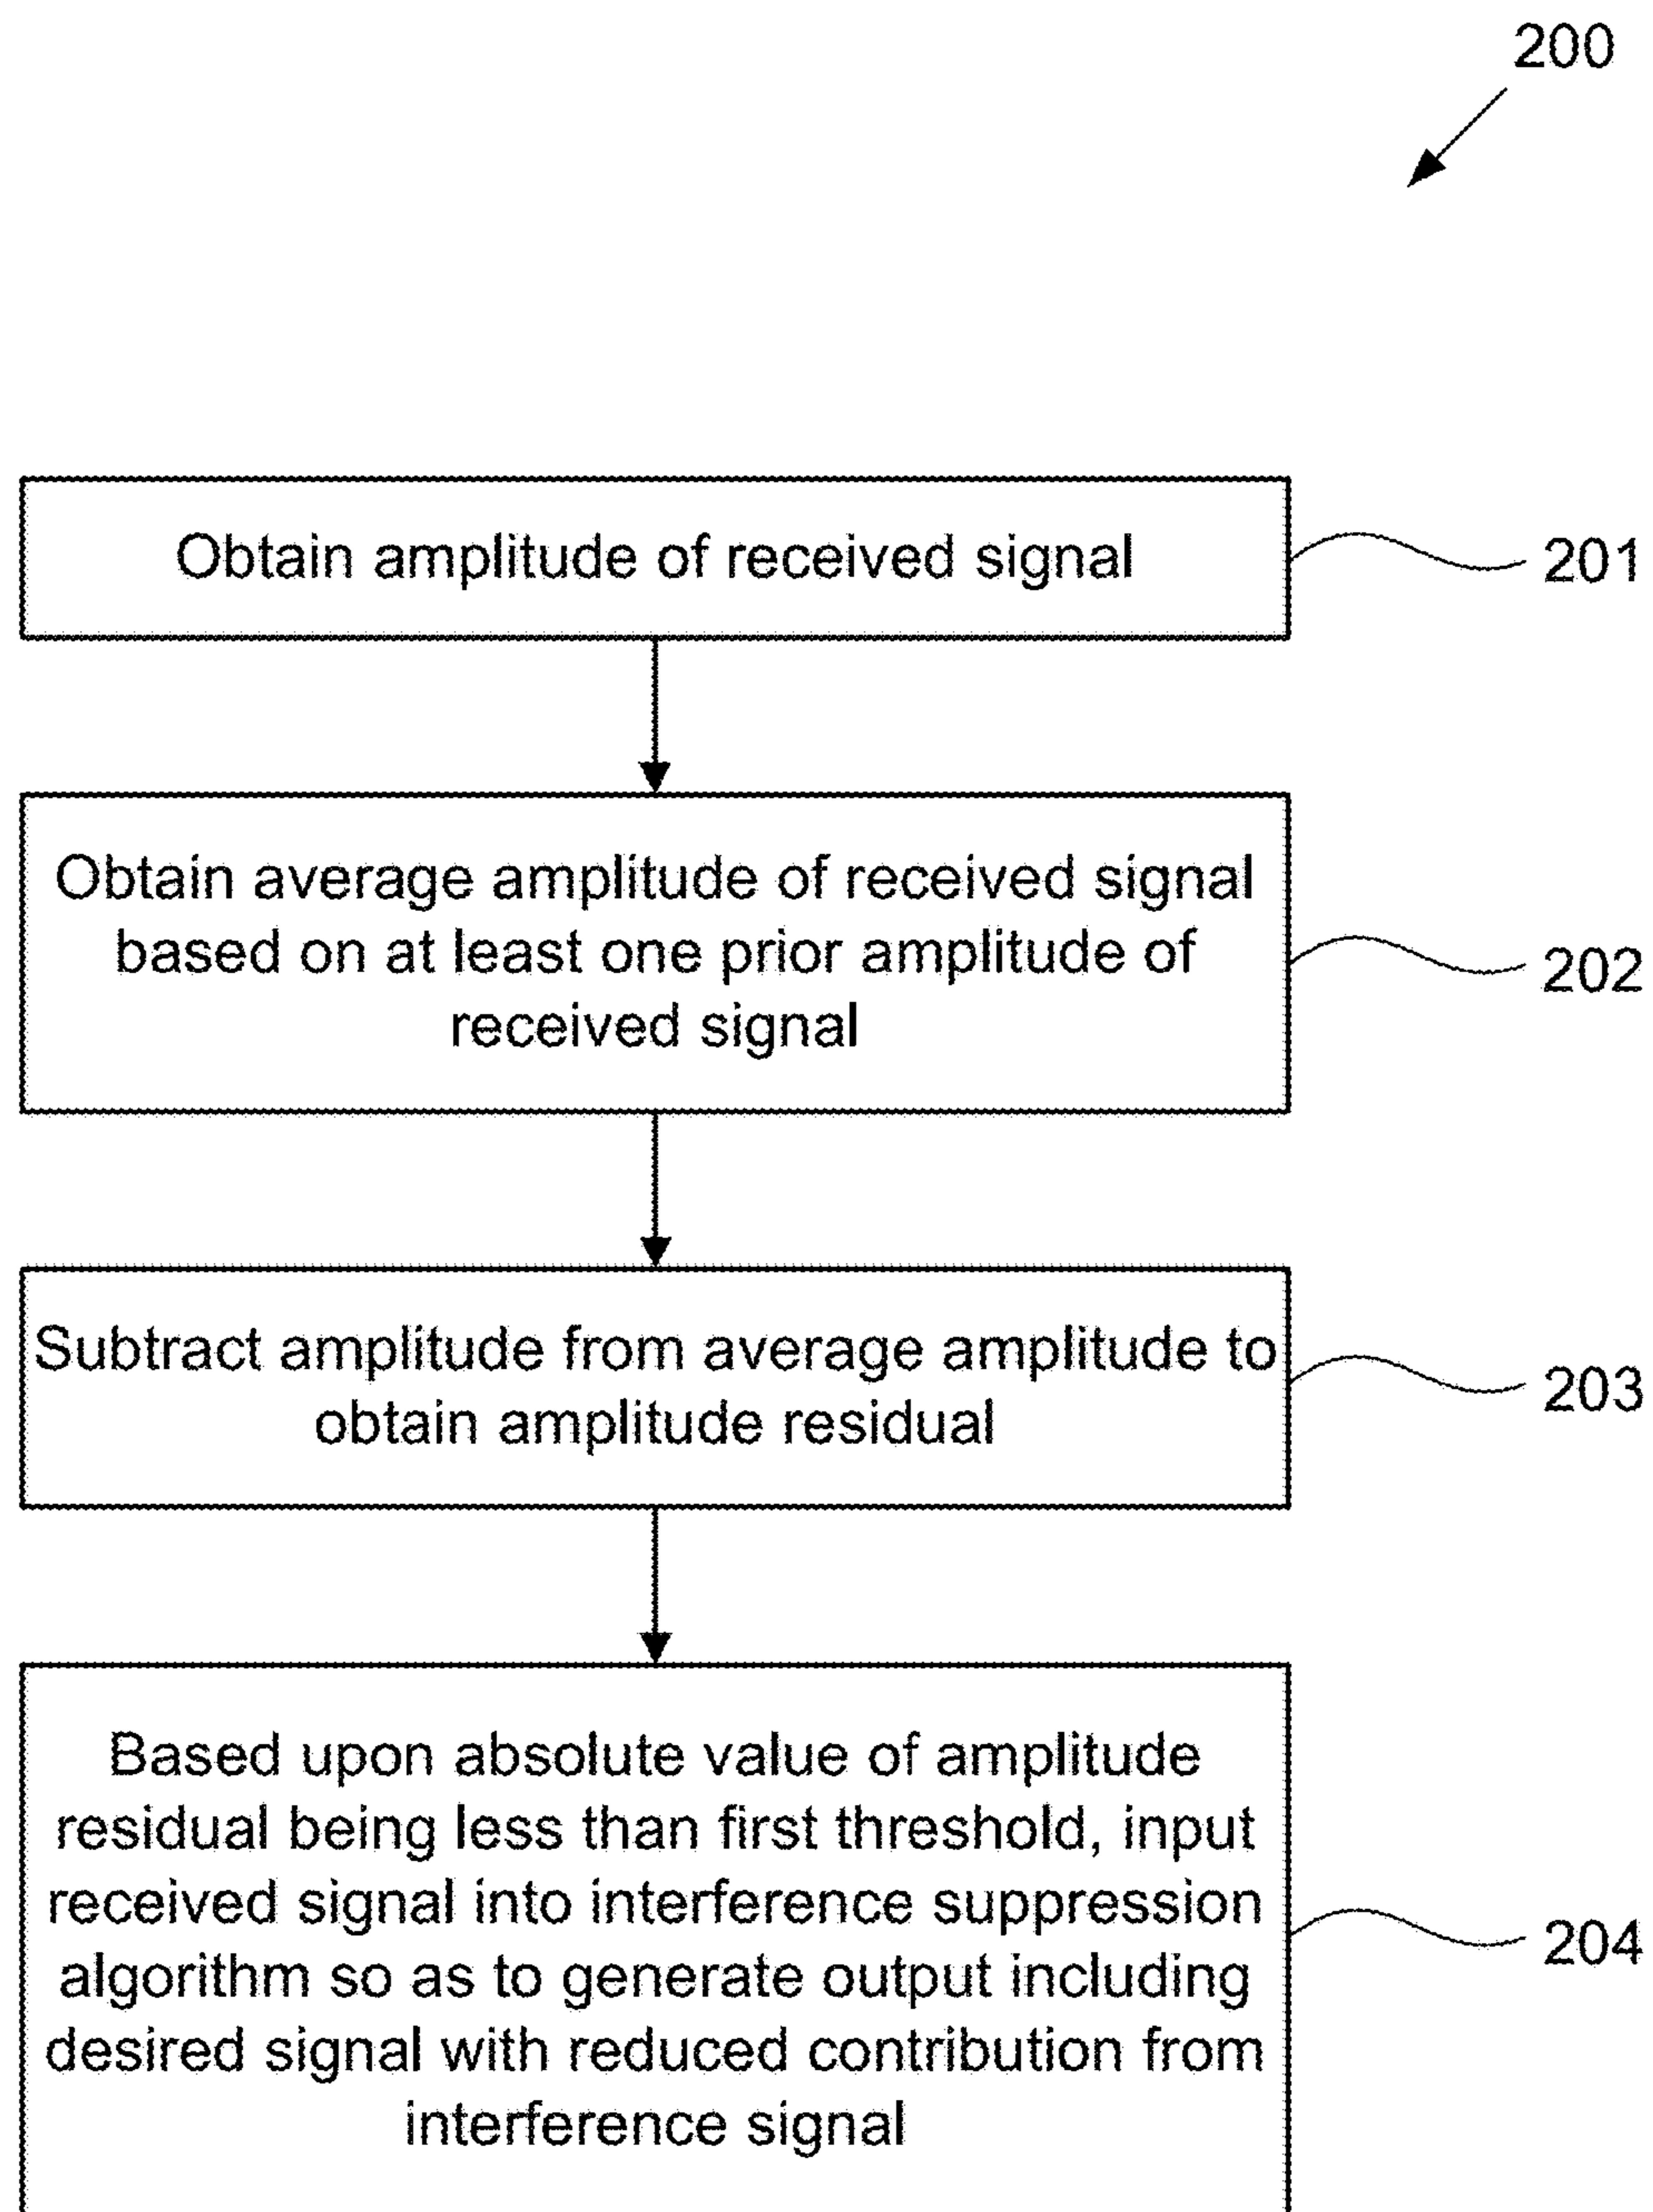 200
Obtain amplitude of received signal
201
Obtain average amplitude of received signal
based on at least one prior amplitude of
received signal
202
Subtract amplitude from average amplitude to
obtain amplitude residual
203
Based upon absolute value of amplitude
residual being less than first threshold, input
received signal into interference suppression
algorithm so as to generate output including
desired signal with reduced contribution from
interference signal
204